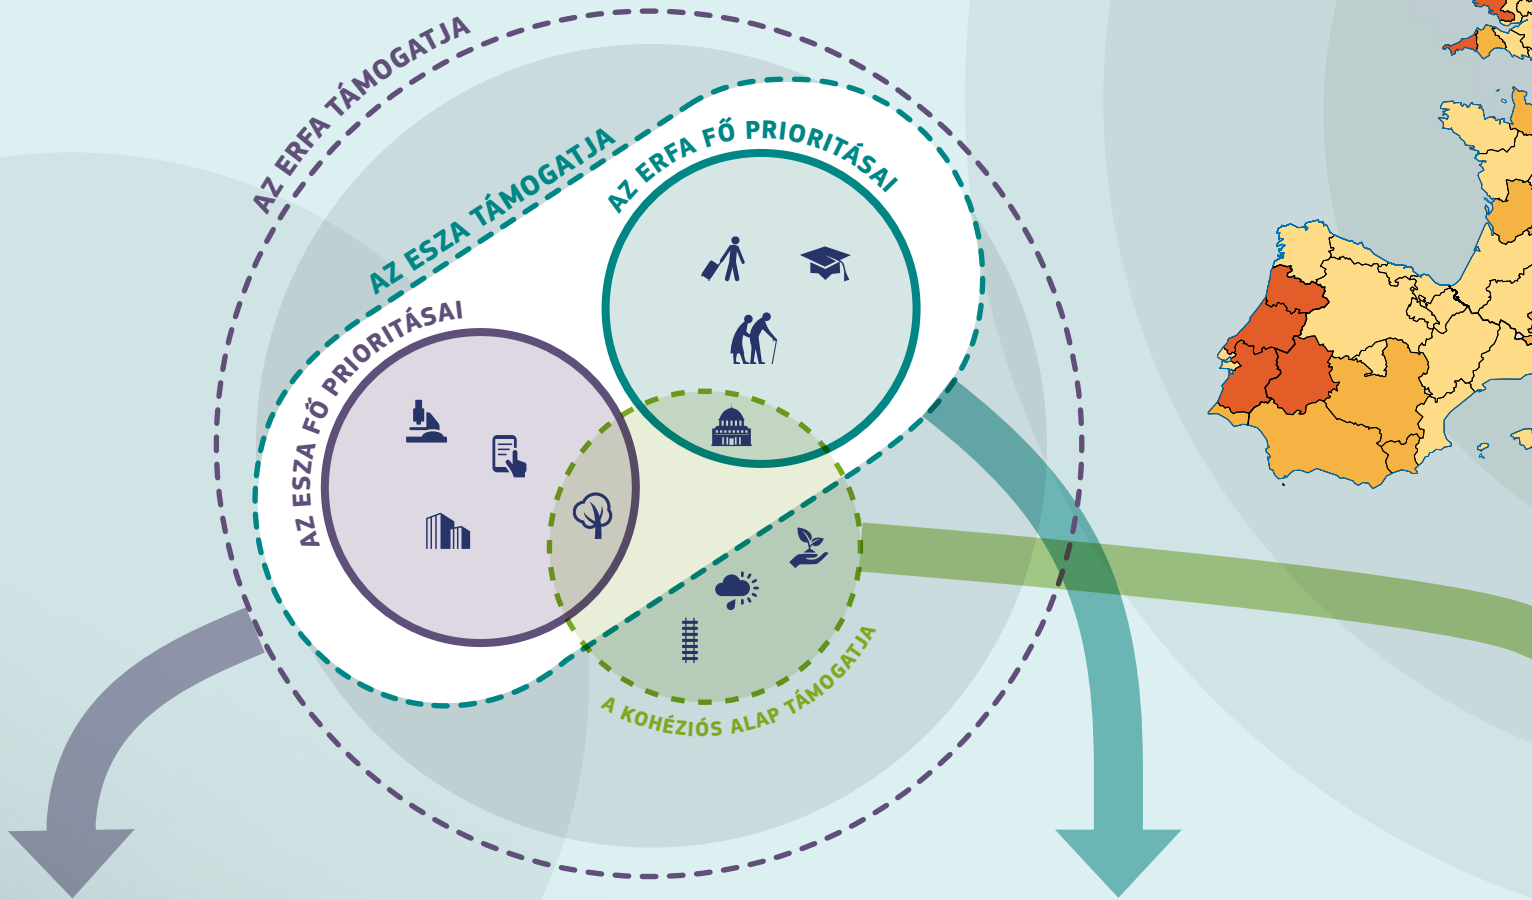 AZ ERFA TÁMOGATJA
AZ ESZA TÁMOGATJA
AZ ERFA FŐ PRIORITÁSAI
AZ ESZA FŐ PRIORITÁSAI
A KOHÉZIÓS ALAP TÁMOGATJA